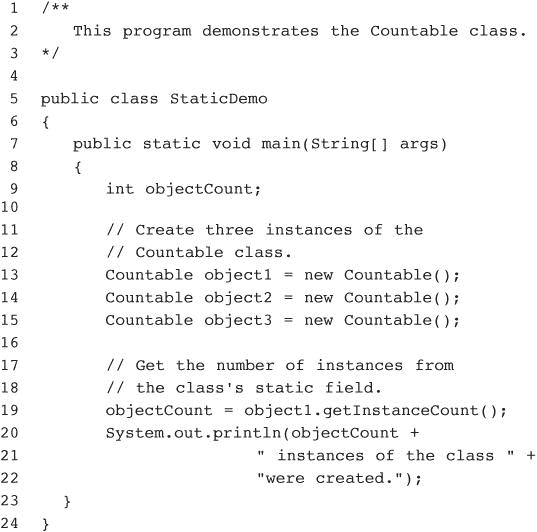 1 /**
2    This program demonstrates the Countable class.
3 */
4
5 public class StaticDemo
6 {
7    public static void main(String[] args)
8    {
9       int objectCount;
10
11       // Create three instances of the
12       // Countable class.
13       Countable object1 = new Countable();
14       Countable object2 = new Countable();
15       Countable object3 = new Countable();
16
17       // Get the number of instances from
18       // the class's static field.
19       objectCount = object1.getInstanceCount();
20       System.out.println(objectCount +
21                      " instances of the class " +
22                      "were created.");
23   }
24 }